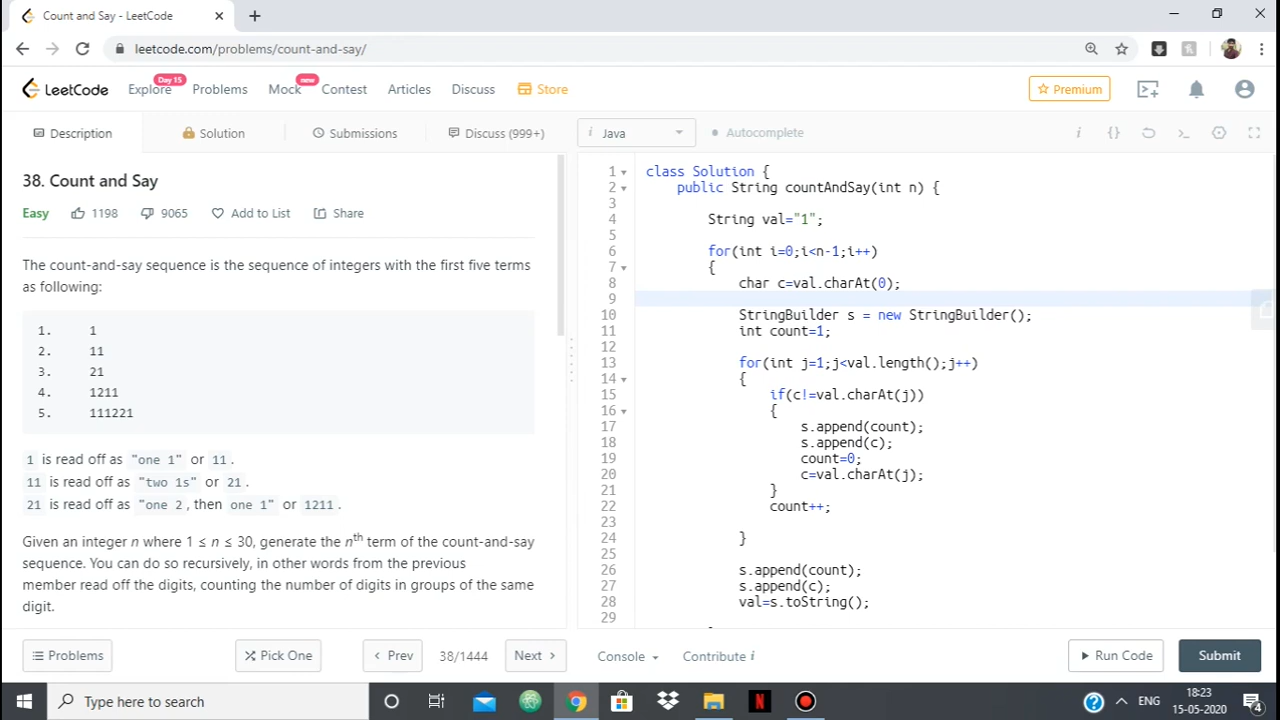 Count and Say - LeetCode
leetcode.com/problems/count-and-say/
LeetCode Explore Day 15 Problems Mock new Contest Articles Discuss Store Premium
Description Solution Submissions Discuss (999+) i Java Autocomplete
38. Count and Say
Easy 1198 9065 Add to List Share
The count-and-say sequence is the sequence of integers with the first five terms
as following:
1. 1
2. 11
3. 21
4. 1211
5. 111221
1 is read off as "one 1" or 11.
11 is read off as "two 1s" or 21.
21 is read off as "one 2, then one 1" or 1211.
Given an integer n where 1 ≤ n ≤ 30, generate the nth term of the count-and-say
sequence. You can do so recursively, in other words from the previous
member read off the digits, counting the number of digits in groups of the same
digit.
1 class Solution {
2 public String countAndSay(int n) {
3
4 String val="1";
5
6 for(int i=0;i<n-1;i++)
7 {
8 char c=val.charAt(0);
9
10 StringBuilder s = new StringBuilder();
11 int count=1;
12
13 for(int j=1;j<val.length();j++)
14 {
15 if(c!=val.charAt(j))
16 {
17 s.append(count);
18 s.append(c);
19 count=0;
20 c=val.charAt(j);
21 }
22 count++;
23
24 }
25
26 s.append(count);
27 s.append(c);
28 val=s.toString();
29
Problems Pick One Prev 38/1444 Next Console Contribute i Run Code Submit
Type here to search ENG 18:23
15-05-2020 4